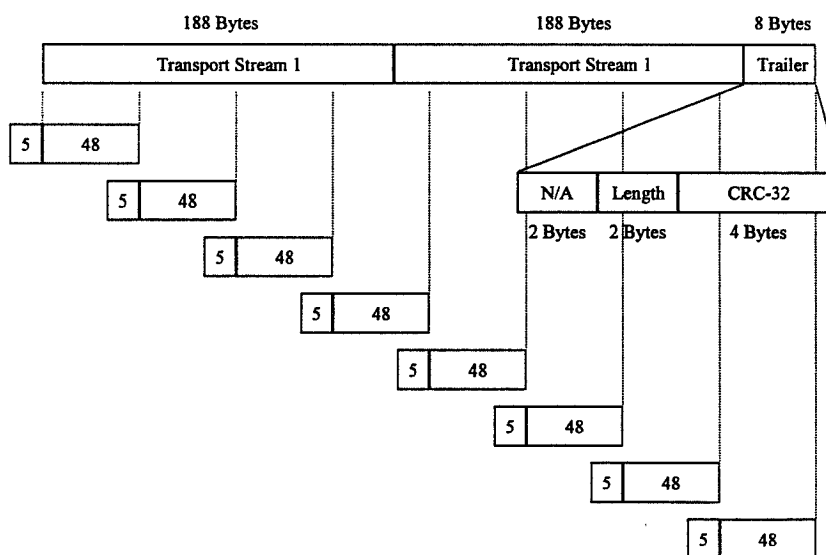 188 Bytes 188 Bytes 8 Bytes
Transport Stream 1 Transport Stream 1 Trailer
5 48
5 48
N/A Length CRC-32
2 Bytes 2 Bytes 4 Bytes
5 48
5 48
5 48
5 48
5 48
5 48